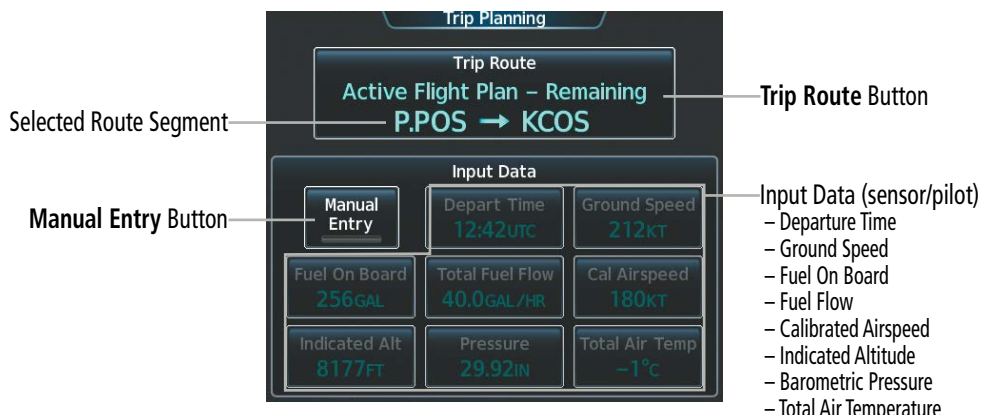 Trip Planning
Trip Route
Active Flight Plan – Remaining
P.POS → KCOS
Selected Route Segment
Trip Route Button
Input Data
Manual Entry Button
Manual
Entry
Depart Time
12:42UTC
Ground Speed
212KT
Fuel On Board
256GAL
Total Fuel Flow
40.0GAL/HR
Cal Airspeed
180KT
Indicated Alt
8177FT
Pressure
29.92IN
Total Air Temp
–1°C
Input Data (sensor/pilot)
– Departure Time
– Ground Speed
– Fuel On Board
– Fuel Flow
– Calibrated Airspeed
– Indicated Altitude
– Barometric Pressure
– Total Air Temperature